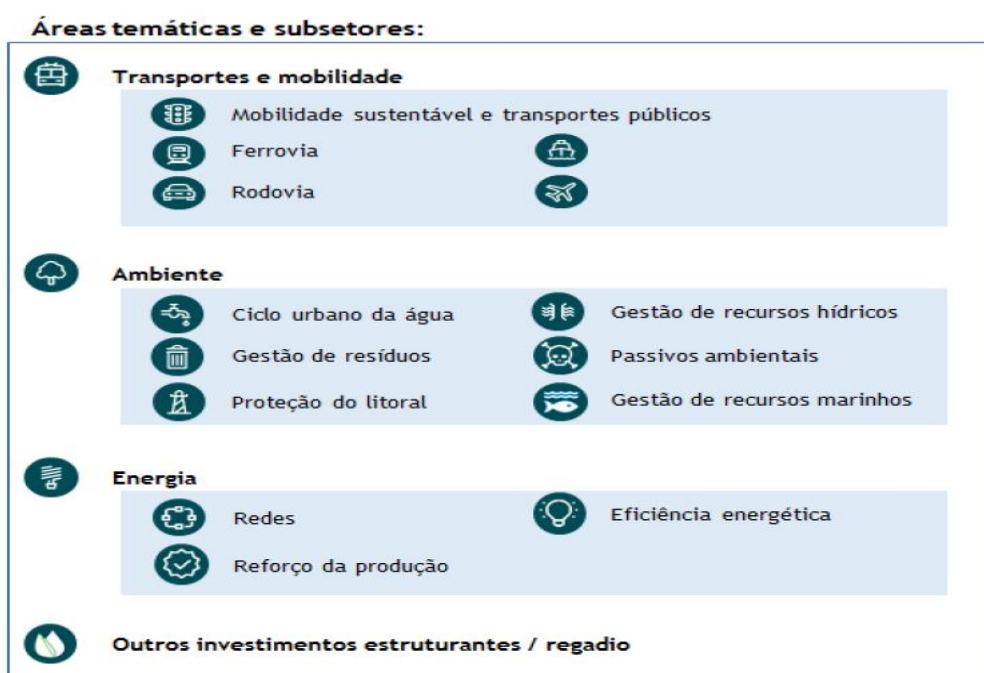 Áreas temáticas e subsetores:
Transportes e mobilidade
Mobilidade sustentável e transportes públicos
Ferrovia
Rodovia
Ambiente
Ciclo urbano da água
Gestão de recursos hídricos
Gestão de resíduos
Passivos ambientais
Proteção do litoral
Gestão de recursos marinhos
Energia
Redes
Eficiência energética
Reforço da produção
Outros investimentos estruturantes / regadio